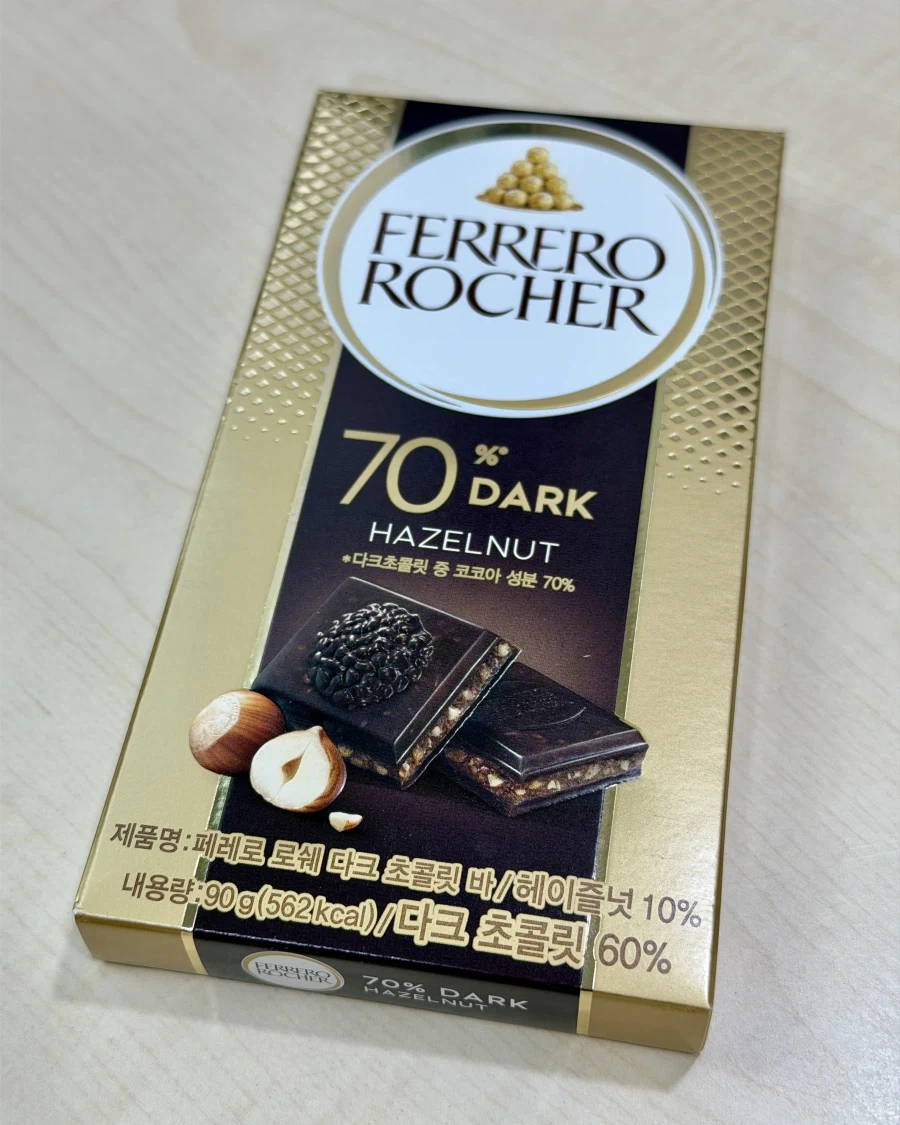 FERRERO
ROCHER
70%* DARK
HAZELNUT
*다크초콜릿 중 코코아 성분 70%
제품명:페레로 로쉐 다크 초콜릿 바/헤이즐넛 10%
내용량:90g(562kcal)/다크 초콜릿 60%
FERRERO
ROCHER
70% DARK
HAZELNUT